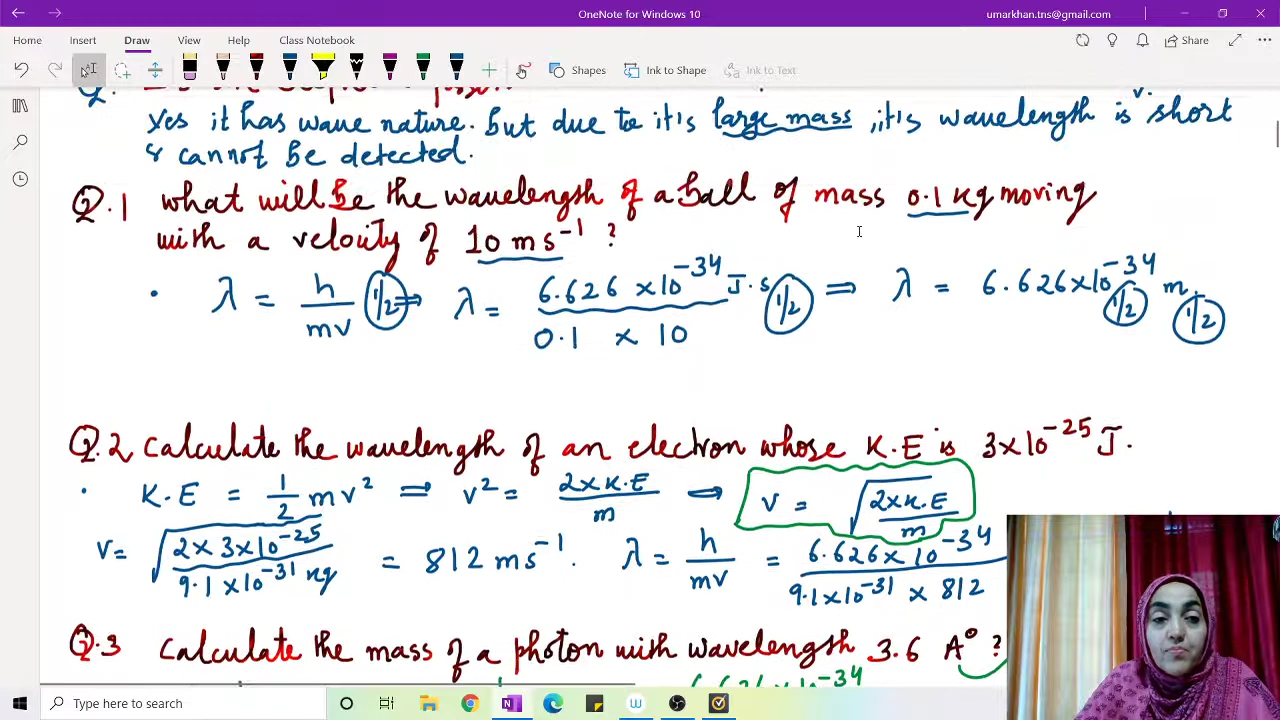 OneNote for Windows 10
umarkhan.tns@gmail.com
Home Insert Draw View Help Class Notebook
Share
Shapes Ink to Shape Ink to Text
Yes it has wave nature. But due to it's large mass, it's wavelength is short
& cannot be detected.
Q.1 what will be the wavelength of a ball of mass 0.1 kg moving
with a velocity of 10 m s⁻¹ ?
λ = h/mv (1/2) ⇒ λ = 6.626 × 10⁻³⁴ J.s / 0.1 × 10 (1/2) ⇒ λ = 6.626×10⁻³⁴ m. (1/2) (1/2)
Q.2 Calculate the wavelength of an electron whose K.E is 3×10⁻²⁵ J.
K.E = 1/2 mv² ⇒ v² = 2×K.E/m ⇒ v = √(2×K.E/m)
v = √(2×3×10⁻²⁵ / 9.1×10⁻³¹ kg) = 812 ms⁻¹. λ = h/mv = 6.626×10⁻³⁴ / 9.1×10⁻³¹ × 812
Q.3 Calculate the mass of a photon with wavelength 3.6 A° ?
6.626×10⁻³⁴
Type here to search